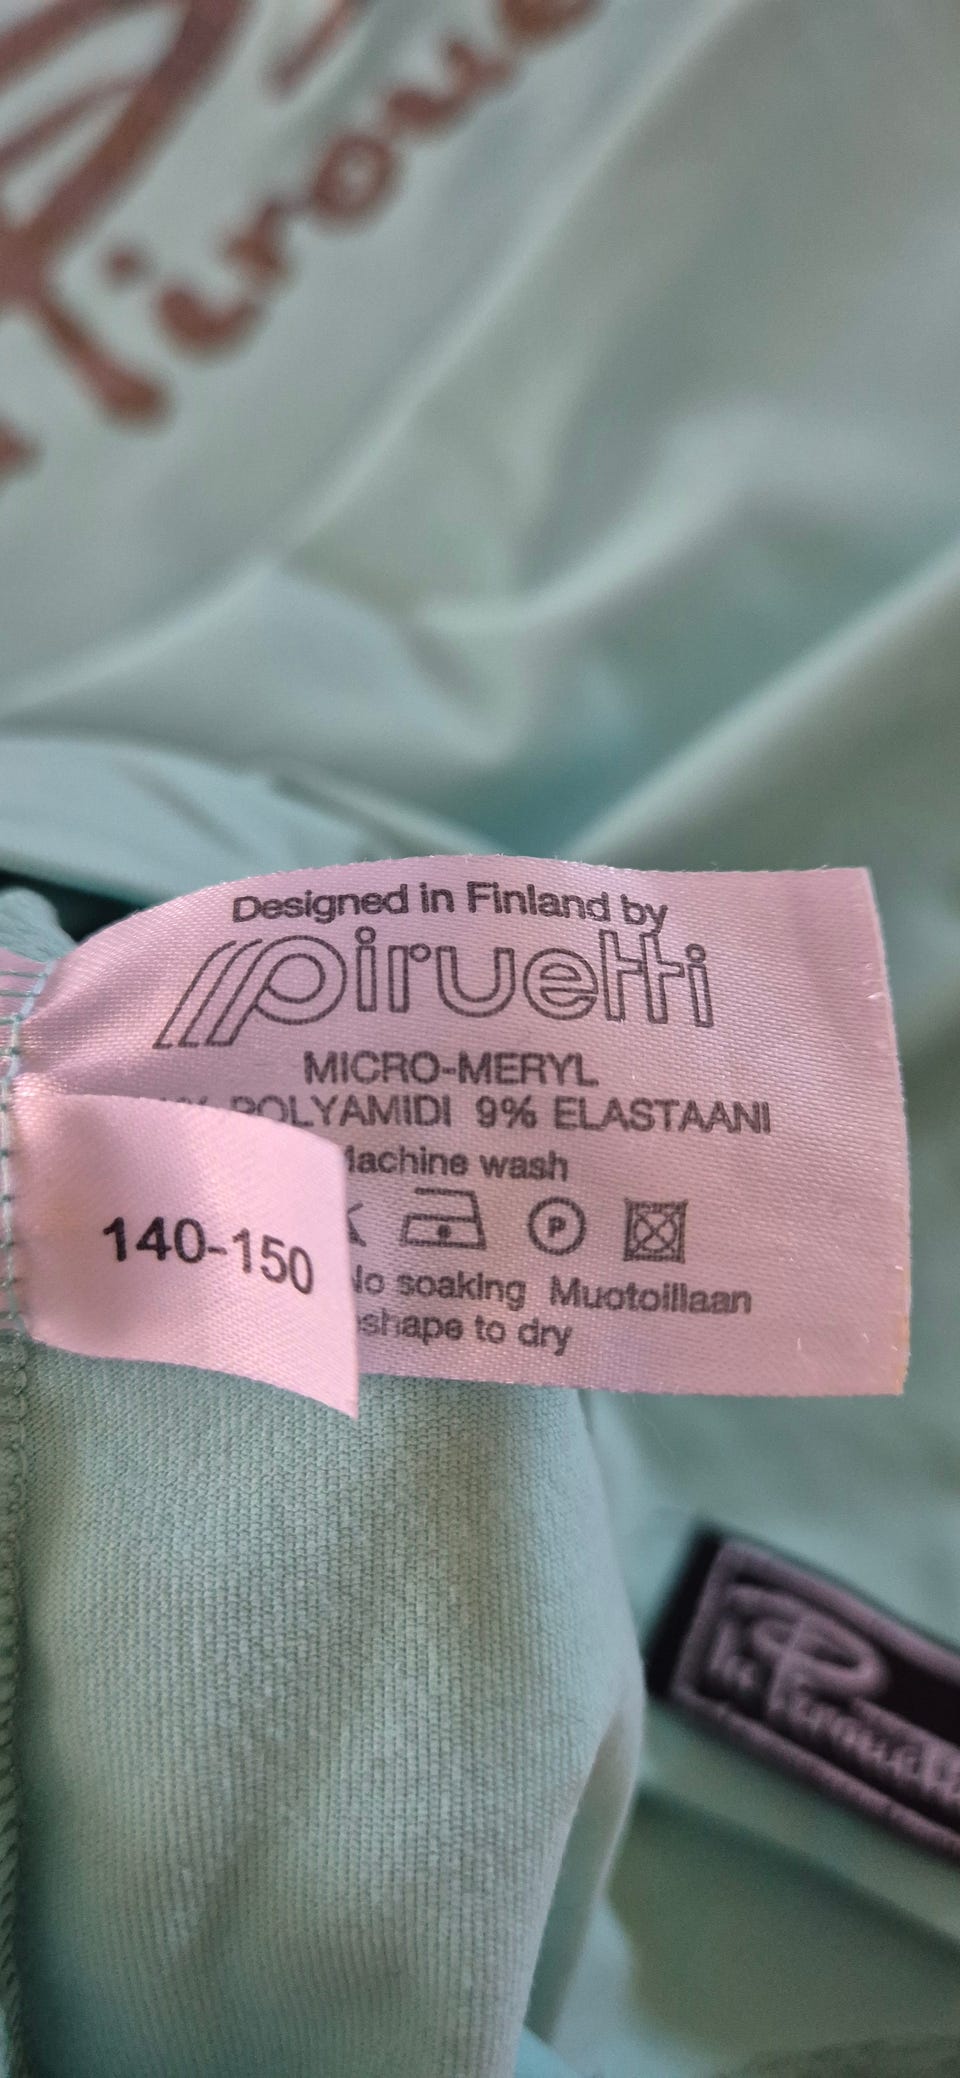 Designed in Finland by
piruetti
MICRO-MERYL
% POLYAMIDI 9% ELASTAANI
Machine wash
140-150
P
No soaking Muotoillaan
shape to dry